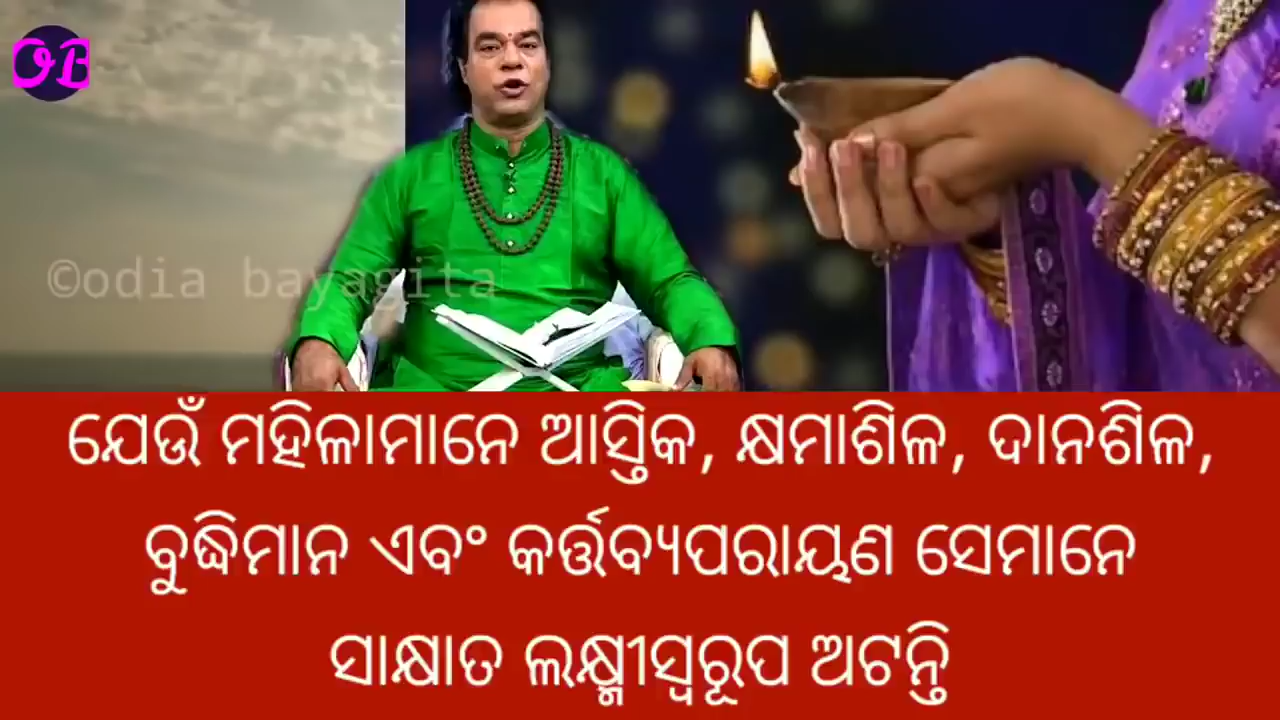 OB
©odia bayagita
ଯେଉଁ ମହିଳାମାନେ ଆସ୍ତିକ, କ୍ଷମାଶିଳ, ଦାନଶିଳ,
ବୁଦ୍ଧିମାନ ଏବଂ କର୍ତ୍ତବ୍ୟପରାୟଣ ସେମାନେ
ସାକ୍ଷାତ ଲକ୍ଷ୍ମୀସ୍ୱରୂପ ଅଟନ୍ତି